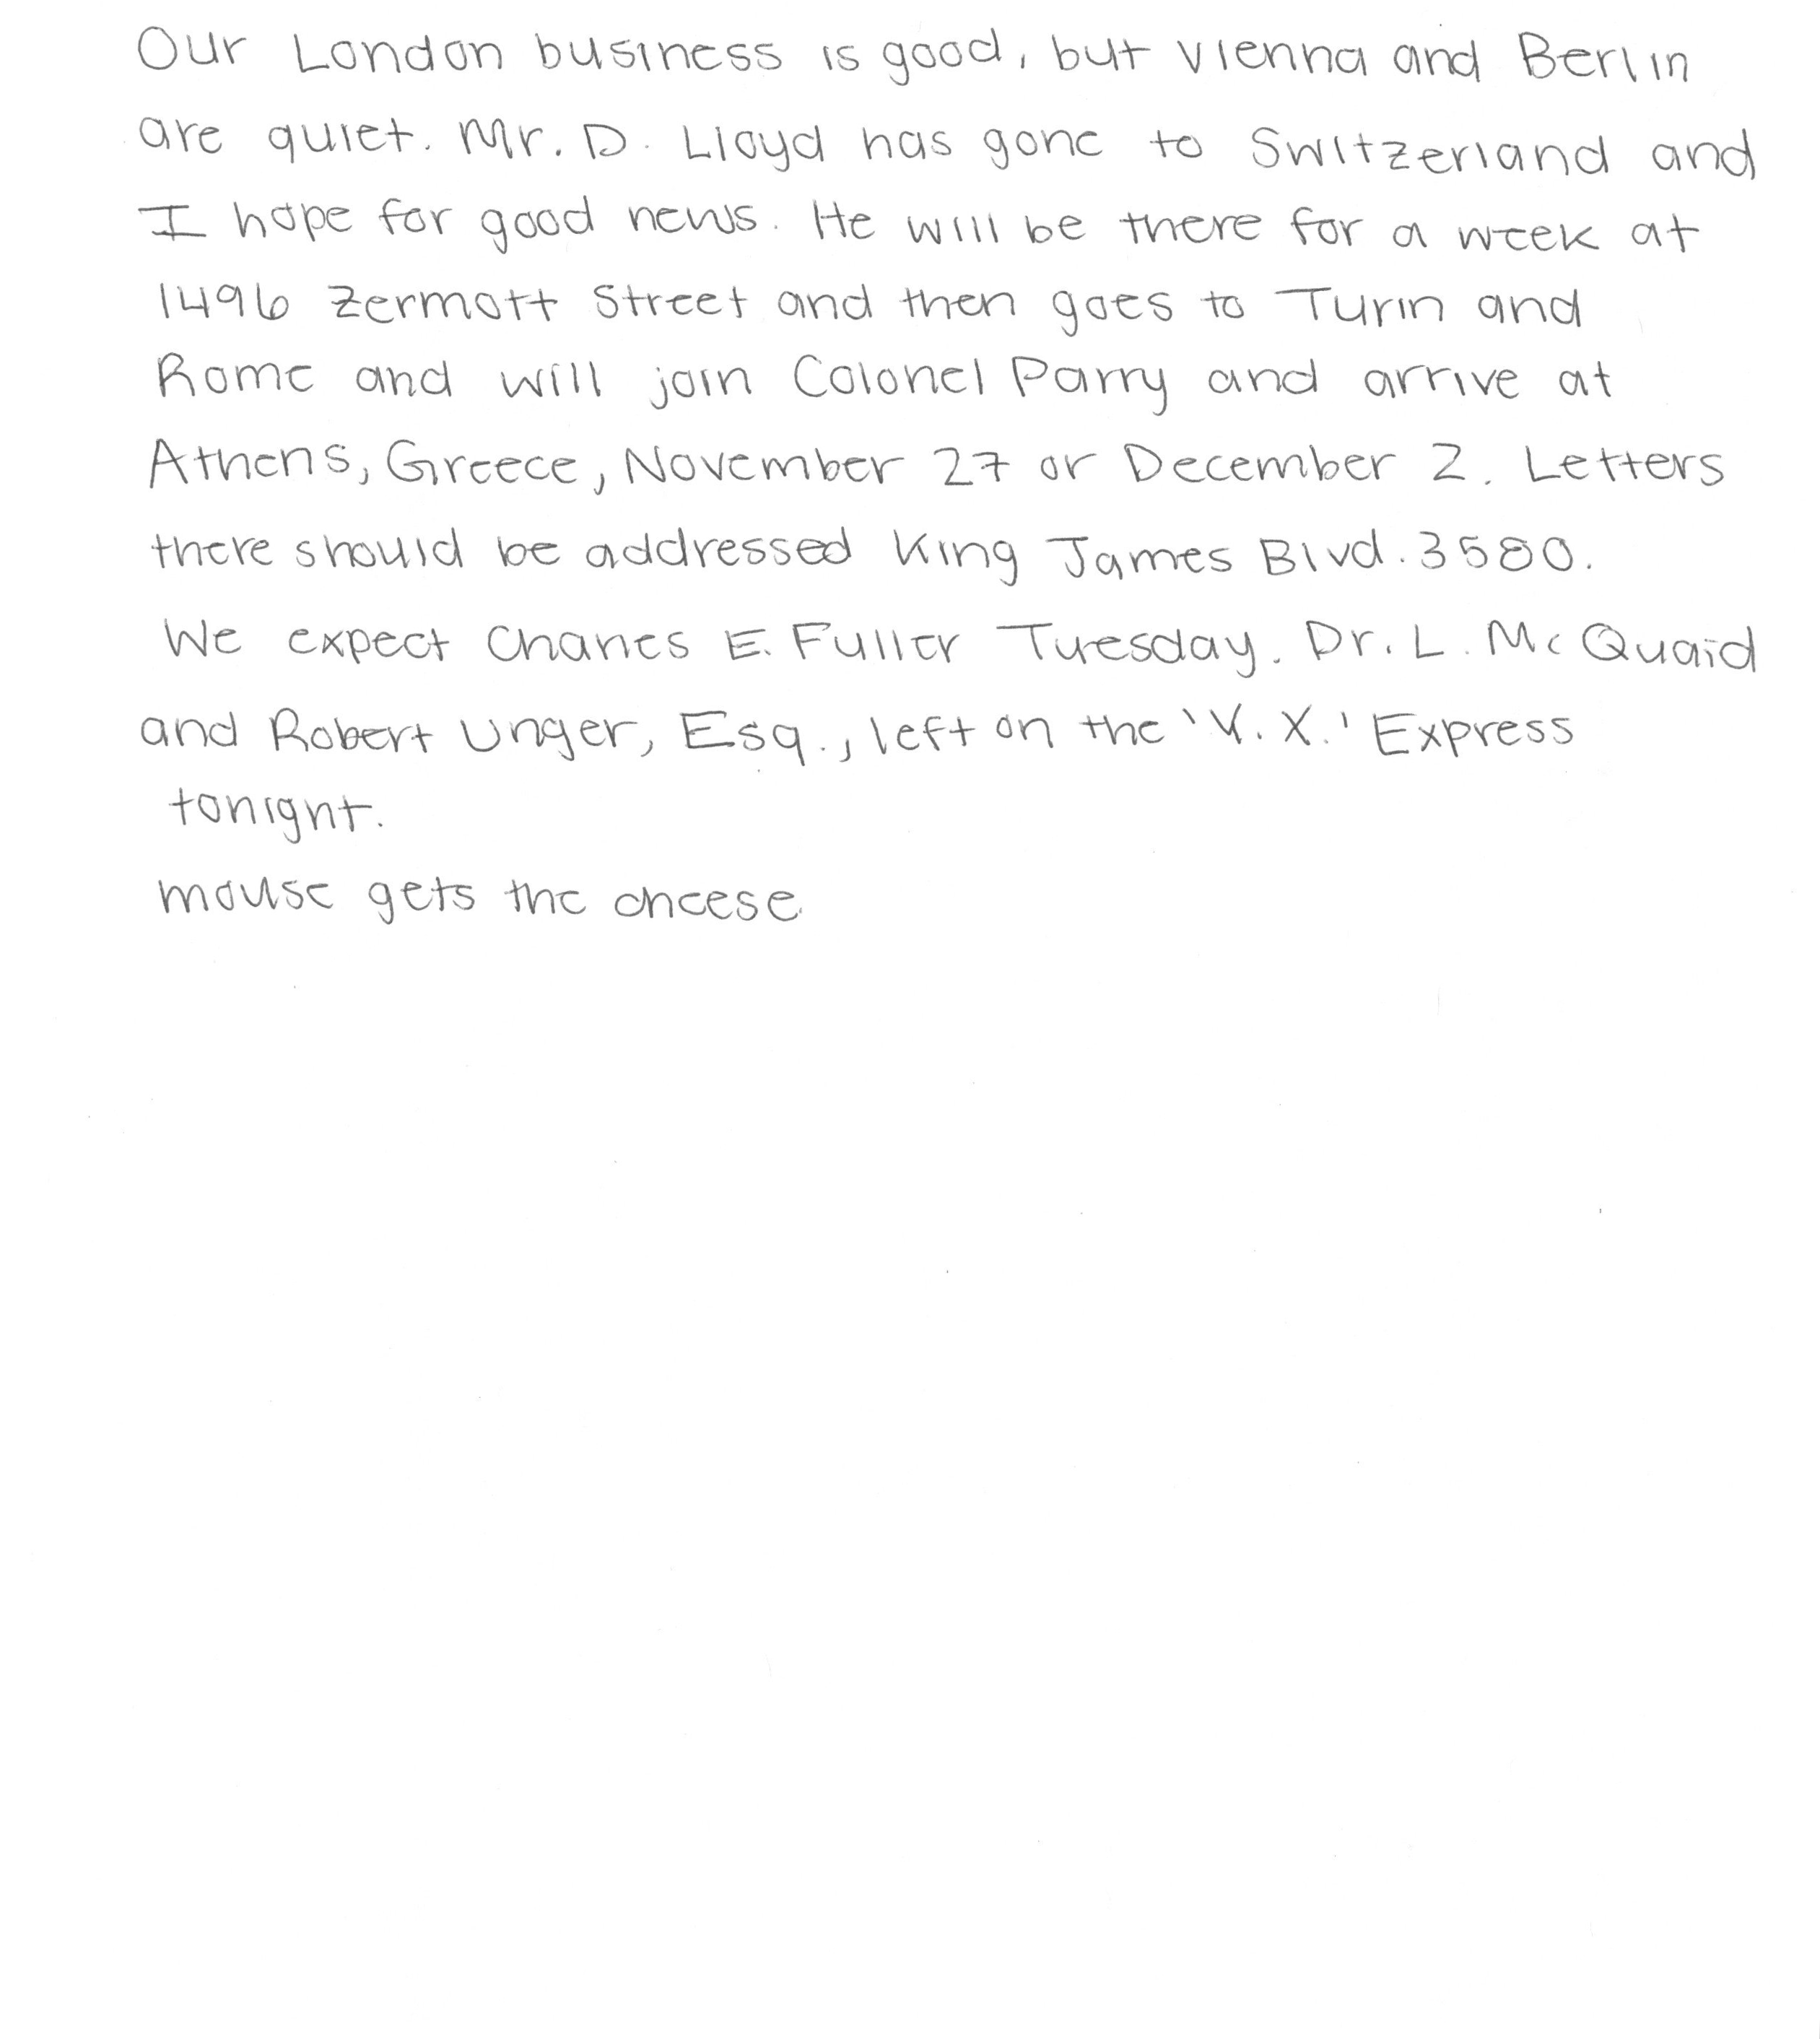 Our London business is good, but Vienna and Berlin
are quiet. Mr. D. Lloyd has gone to Switzerland and
I hope for good news. He will be there for a week at
1496 Zermott Street and then goes to Turin and
Rome and will join Colonel Parry and arrive at
Athens, Greece, November 27 or December 2. Letters
there should be addressed King James Blvd. 3580.
We expect Charles E. Fuller Tuesday. Dr. L. McQuaid
and Robert Unger, Esq., left on the 'Y. X.' Express
tonight.
mouse gets the cheese.